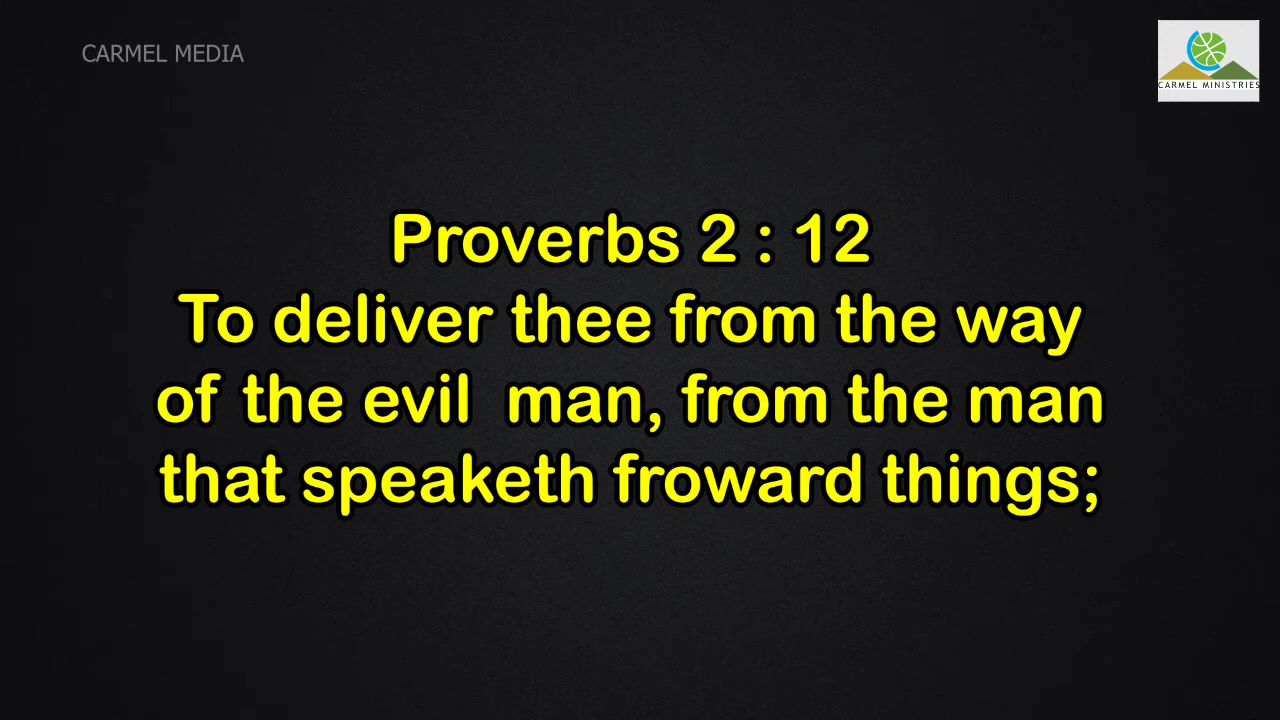 CARMEL MEDIA
CARMEL MINISTRIES
Proverbs 2 : 12
To deliver thee from the way
of the evil man, from the man
that speaketh froward things;